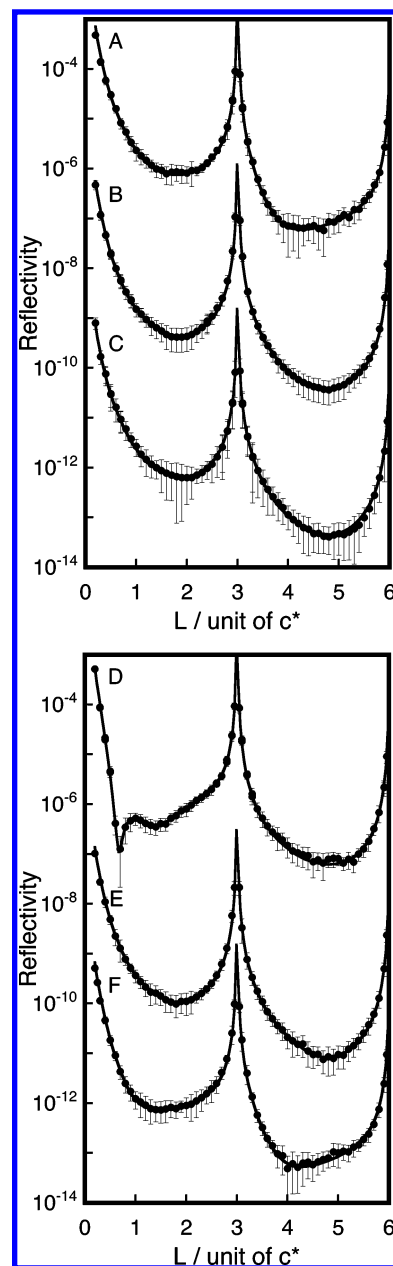 A
10⁻⁴
10⁻⁶
B
10⁻⁸
C
10⁻¹⁰
10⁻¹²
10⁻¹⁴
Reflectivity
0 1 2 3 4 5 6
L / unit of c*
D
10⁻⁴
10⁻⁶
E
10⁻⁸
F
10⁻¹⁰
10⁻¹²
10⁻¹⁴
Reflectivity
0 1 2 3 4 5 6
L / unit of c*